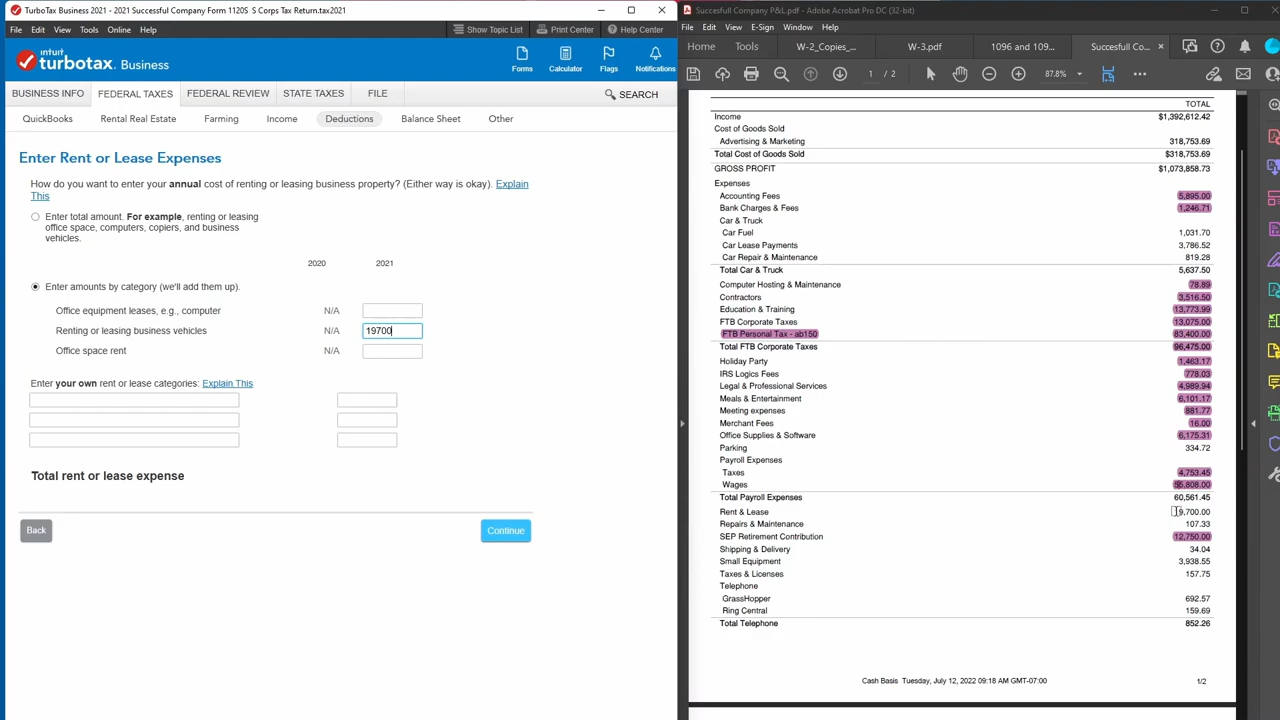 TurboTax Business 2021 - 2021 Successful Company Form 1120S S Corps Tax Return.tax2021
File Edit View Tools Online Help
Show Topic List Print Center Help Center
intuit turbotax. Business
Forms Calculator Flags Notifications
BUSINESS INFO FEDERAL TAXES FEDERAL REVIEW STATE TAXES FILE SEARCH
QuickBooks Rental Real Estate Farming Income Deductions Balance Sheet Other
Enter Rent or Lease Expenses
How do you want to enter your annual cost of renting or leasing business property? (Either way is okay). Explain
This
Enter total amount. For example, renting or leasing
office space, computers, copiers, and business
vehicles.
2020 2021
Enter amounts by category (we'll add them up).
Office equipment leases, e.g., computer N/A
Renting or leasing business vehicles N/A 19700
Office space rent N/A
Enter your own rent or lease categories: Explain This
Total rent or lease expense
Back Continue
Succesfull Company P&L.pdf - Adobe Acrobat Pro DC (32-bit)
File Edit View E-Sign Window Help
Home Tools W-2_Copies_... W-3.pdf 1096 and 109... Succesfull Co...
1 / 2 87.8%
TOTAL
Income $1,392,612.42
Cost of Goods Sold
Advertising & Marketing 318,753.69
Total Cost of Goods Sold $318,753.69
GROSS PROFIT $1,073,858.73
Expenses
Accounting Fees 5,895.00
Bank Charges & Fees 1,246.71
Car & Truck
Car Fuel 1,031.70
Car Lease Payments 3,786.52
Car Repair & Maintenance 819.28
Total Car & Truck 5,637.50
Computer Hosting & Maintenance 78.89
Contractors 3,516.50
Education & Training 13,773.99
FTB Corporate Taxes 13,075.00
FTB Personal Tax - ab150 83,400.00
Total FTB Corporate Taxes 96,475.00
Holiday Party 1,463.17
IRS Logics Fees 778.03
Legal & Professional Services 4,989.94
Meals & Entertainment 6,101.17
Meeting expenses 881.77
Merchant Fees 16.00
Office Supplies & Software 6,175.31
Parking 334.72
Payroll Expenses
Taxes 4,753.45
Wages 55,808.00
Total Payroll Expenses 60,561.45
Rent & Lease 19,700.00
Repairs & Maintenance 107.33
SEP Retirement Contribution 12,750.00
Shipping & Delivery 34.04
Small Equipment 3,938.55
Taxes & Licenses 157.75
Telephone
GrassHopper 692.57
Ring Central 159.69
Total Telephone 852.26
Cash Basis Tuesday, July 12, 2022 09:18 AM GMT-07:00 1/2